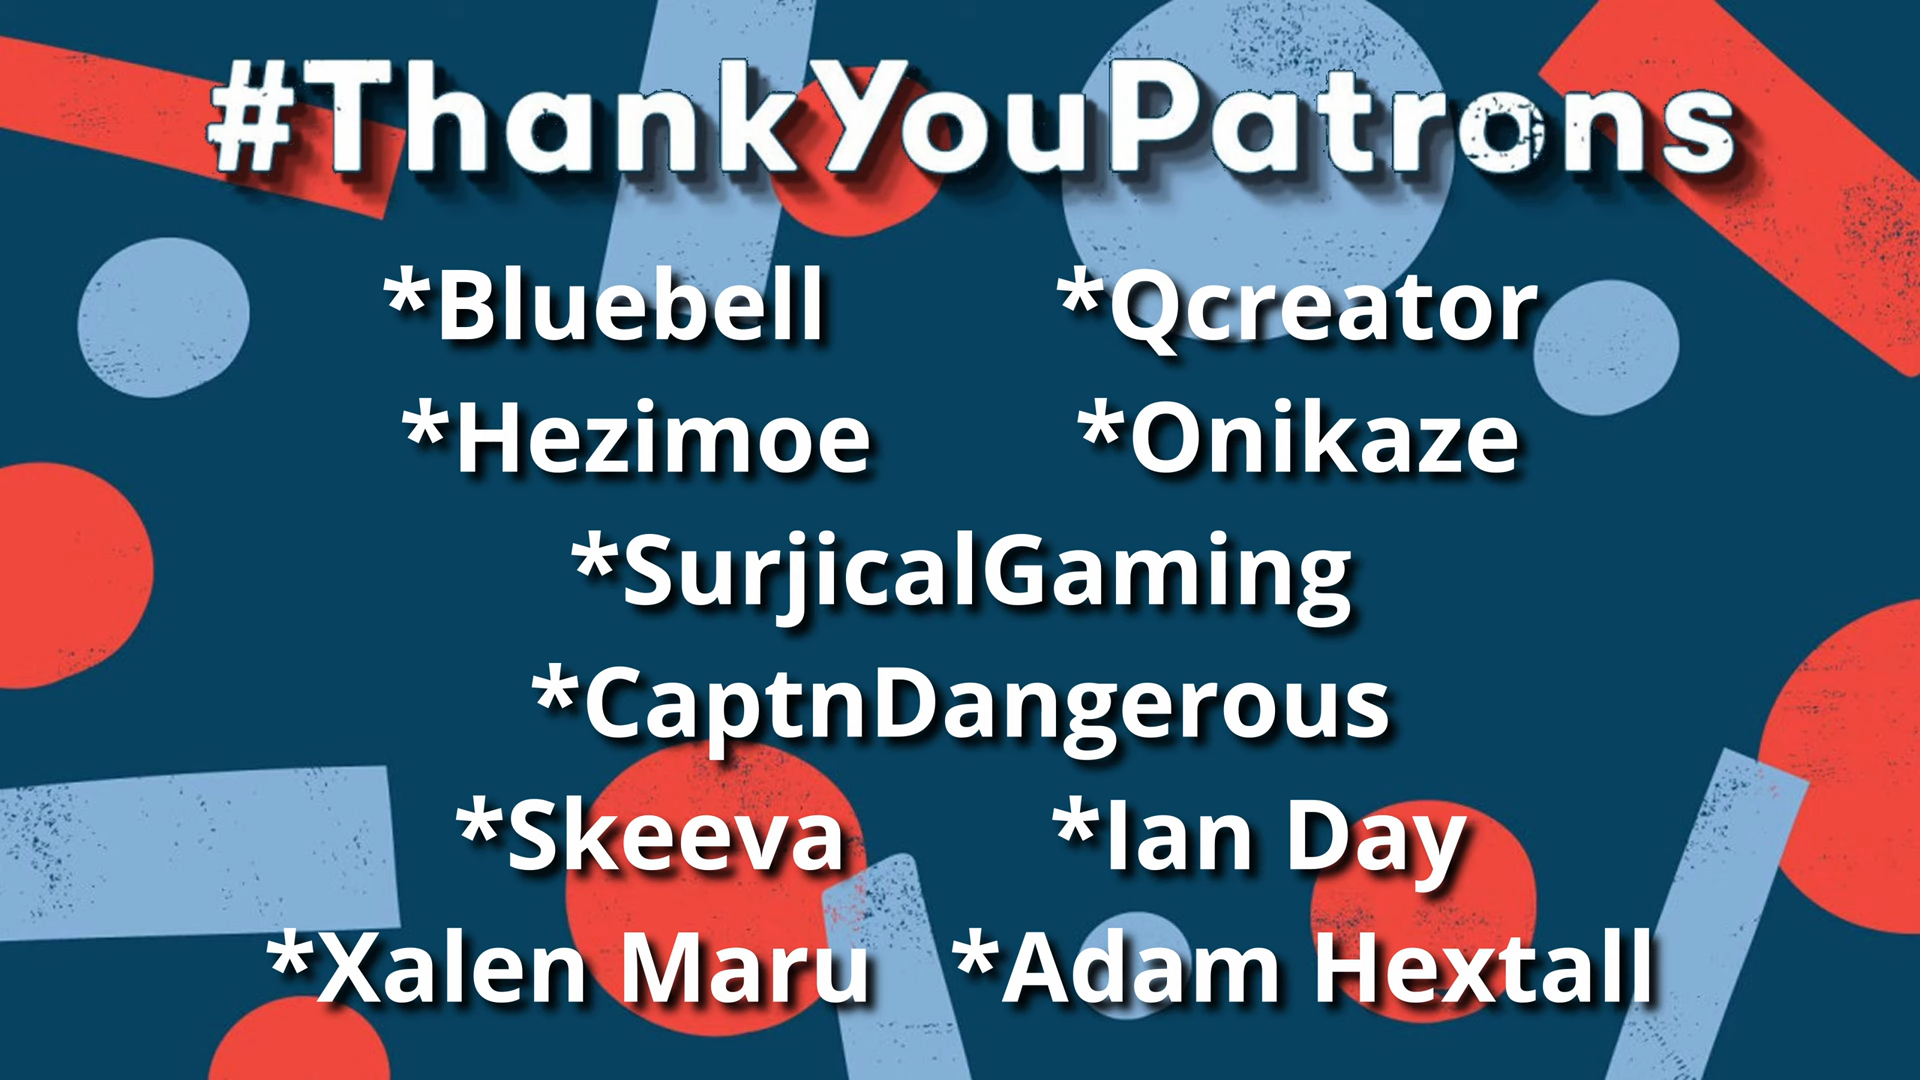 #ThankYouPatrons
*Bluebell *Qcreator
*Hezimoe *Onikaze
*SurjicalGaming
*CaptnDangerous
*Skeeva *Ian Day
*Xalen Maru *Adam Hextall